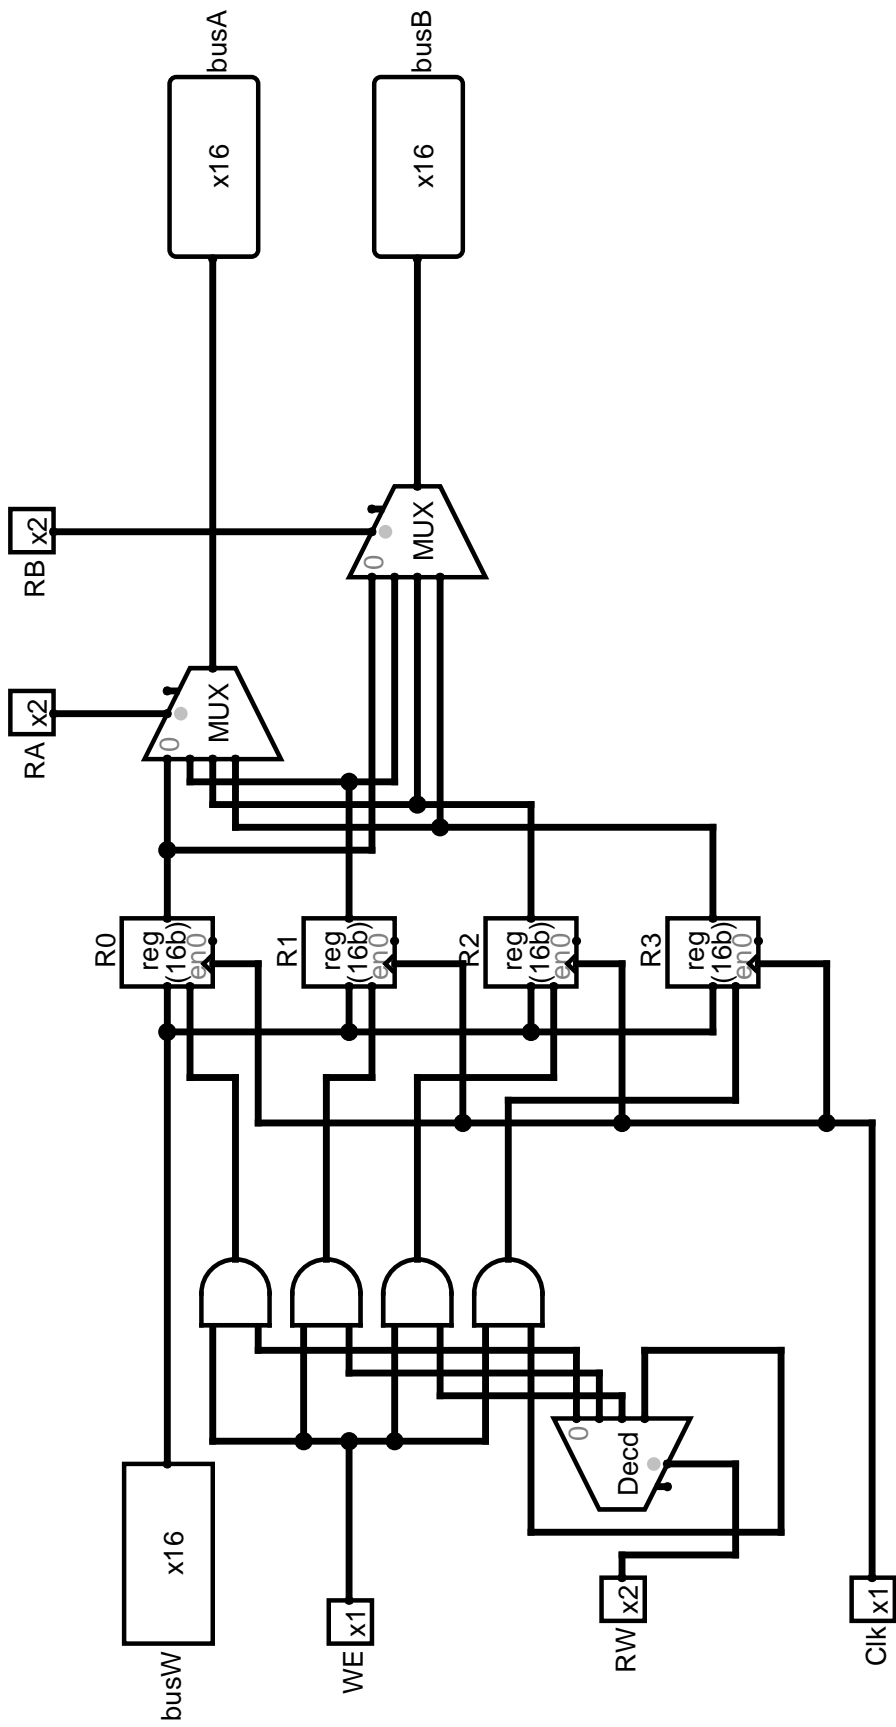 RA x2
RB x2
R0
busW x16
reg
(16b)
en0
0
MUX
x16 busA
R1
WE x1
reg
(16b)
en0
0
MUX
x16 busB
R2
reg
(16b)
en0
0
Decd
RW x2
R3
reg
(16b)
en0
Clk x1